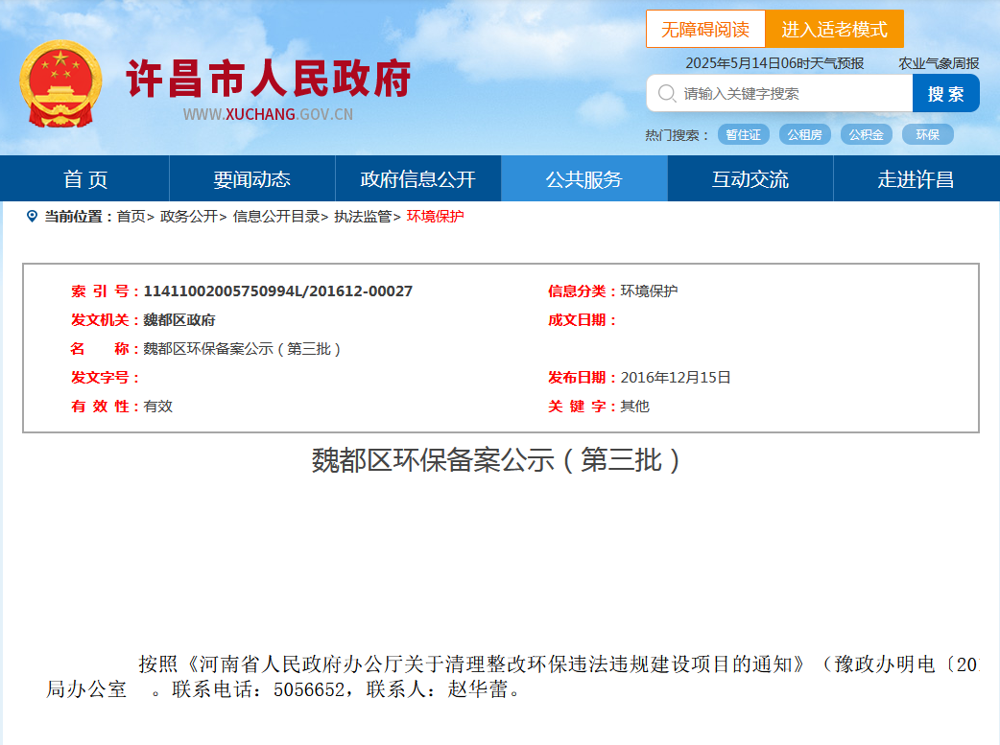 无障碍阅读 进入适老模式
2025年5月14日06时天气预报 农业气象周报
许昌市人民政府
WWW.XUCHANG.GOV.CN
请输入关键字搜索 搜 索
热门搜索： 暂住证 公租房 公积金 环保
首 页 要闻动态 政府信息公开 公共服务 互动交流 走进许昌
当前位置：首页> 政务公开> 信息公开目录> 执法监管> 环境保护
索 引 号：11411002005750994L/201612-00027 信息分类：环境保护
发文机关：魏都区政府 成文日期：
名 称：魏都区环保备案公示（第三批）
发文字号： 发布日期：2016年12月15日
有 效 性：有效 关 键 字：其他
魏都区环保备案公示（第三批）
按照《河南省人民政府办公厅关于清理整改环保违法违规建设项目的通知》（豫政办明电〔20
局办公室 。联系电话：5056652，联系人：赵华蕾。